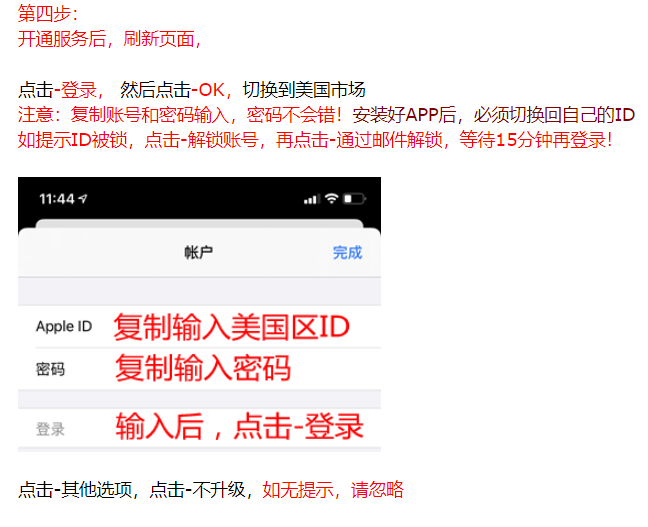 第四步：
开通服务后，刷新页面，
点击-登录， 然后点击-OK，切换到美国市场
注意：复制账号和密码输入，密码不会错！安装好APP后，必须切换回自己的ID
如提示ID被锁，点击-解锁账号，再点击-通过邮件解锁，等待15分钟再登录！
11:44
帐户
完成
Apple ID 复制输入美国区ID
密码 复制输入密码
登录 输入后，点击-登录
点击-其他选项，点击-不升级，如无提示，请忽略